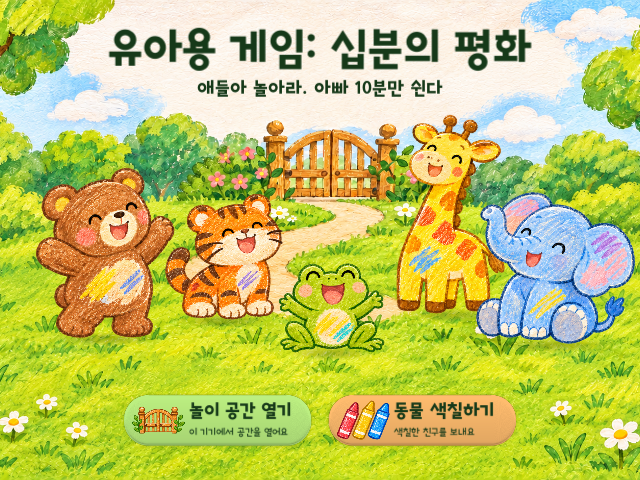 유아용 게임: 십분의 평화
얘들아 놀아라. 아빠 10분만 쉰다
놀이 공간 열기
이 기기에서 공간을 열어요
동물 색칠하기
색칠한 친구를 보내요